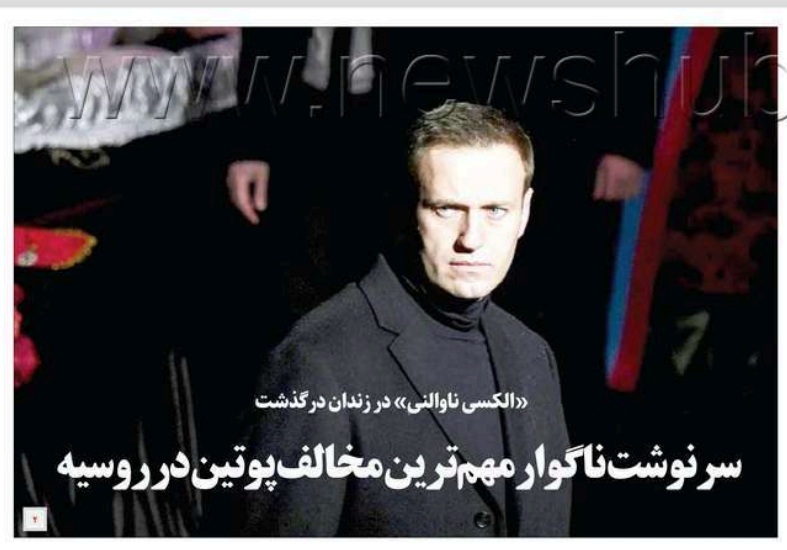 www.newshub
«الکسی ناوالنی» در زندان درگذشت
سرنوشت ناگوار مهم‌ترین مخالف پوتین در روسیه
۲